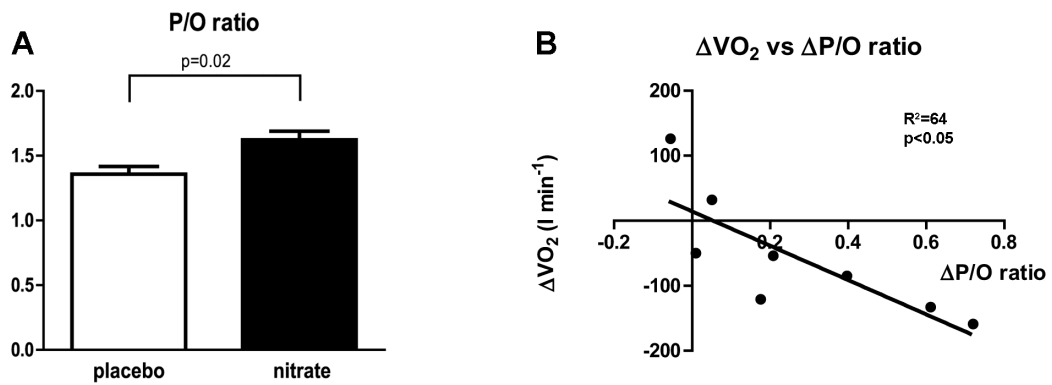 A
P/O ratio
p=0.02
2.0
1.5
1.0
0.5
0.0
placebo nitrate
B
ΔVO₂ vs ΔP/O ratio
R²=64
p<0.05
ΔVO₂ (l min⁻¹)
200
100
-100
-200
-0.2 0.2 0.4 0.6 0.8
ΔP/O ratio